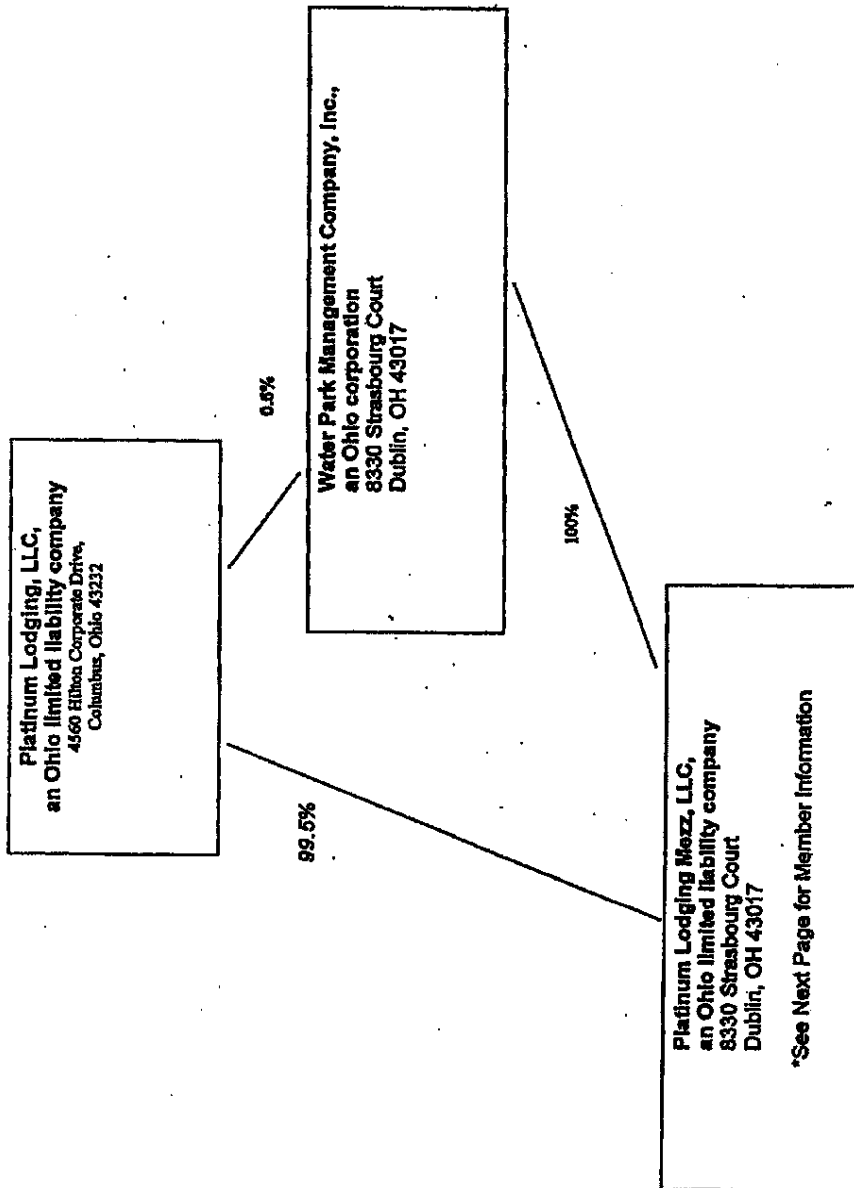 Platinum Lodging, LLC,
an Ohio limited liability company
4560 Hilton Corporate Drive,
Columbus, Ohio 43232
0.5%
Water Park Management Company, Inc.,
an Ohio corporation
8330 Strasbourg Court
Dublin, OH 43017
99.5%
100%
Platinum Lodging Mezz, LLC,
an Ohio limited liability company
8330 Strasbourg Court
Dublin, OH 43017
*See Next Page for Member Information